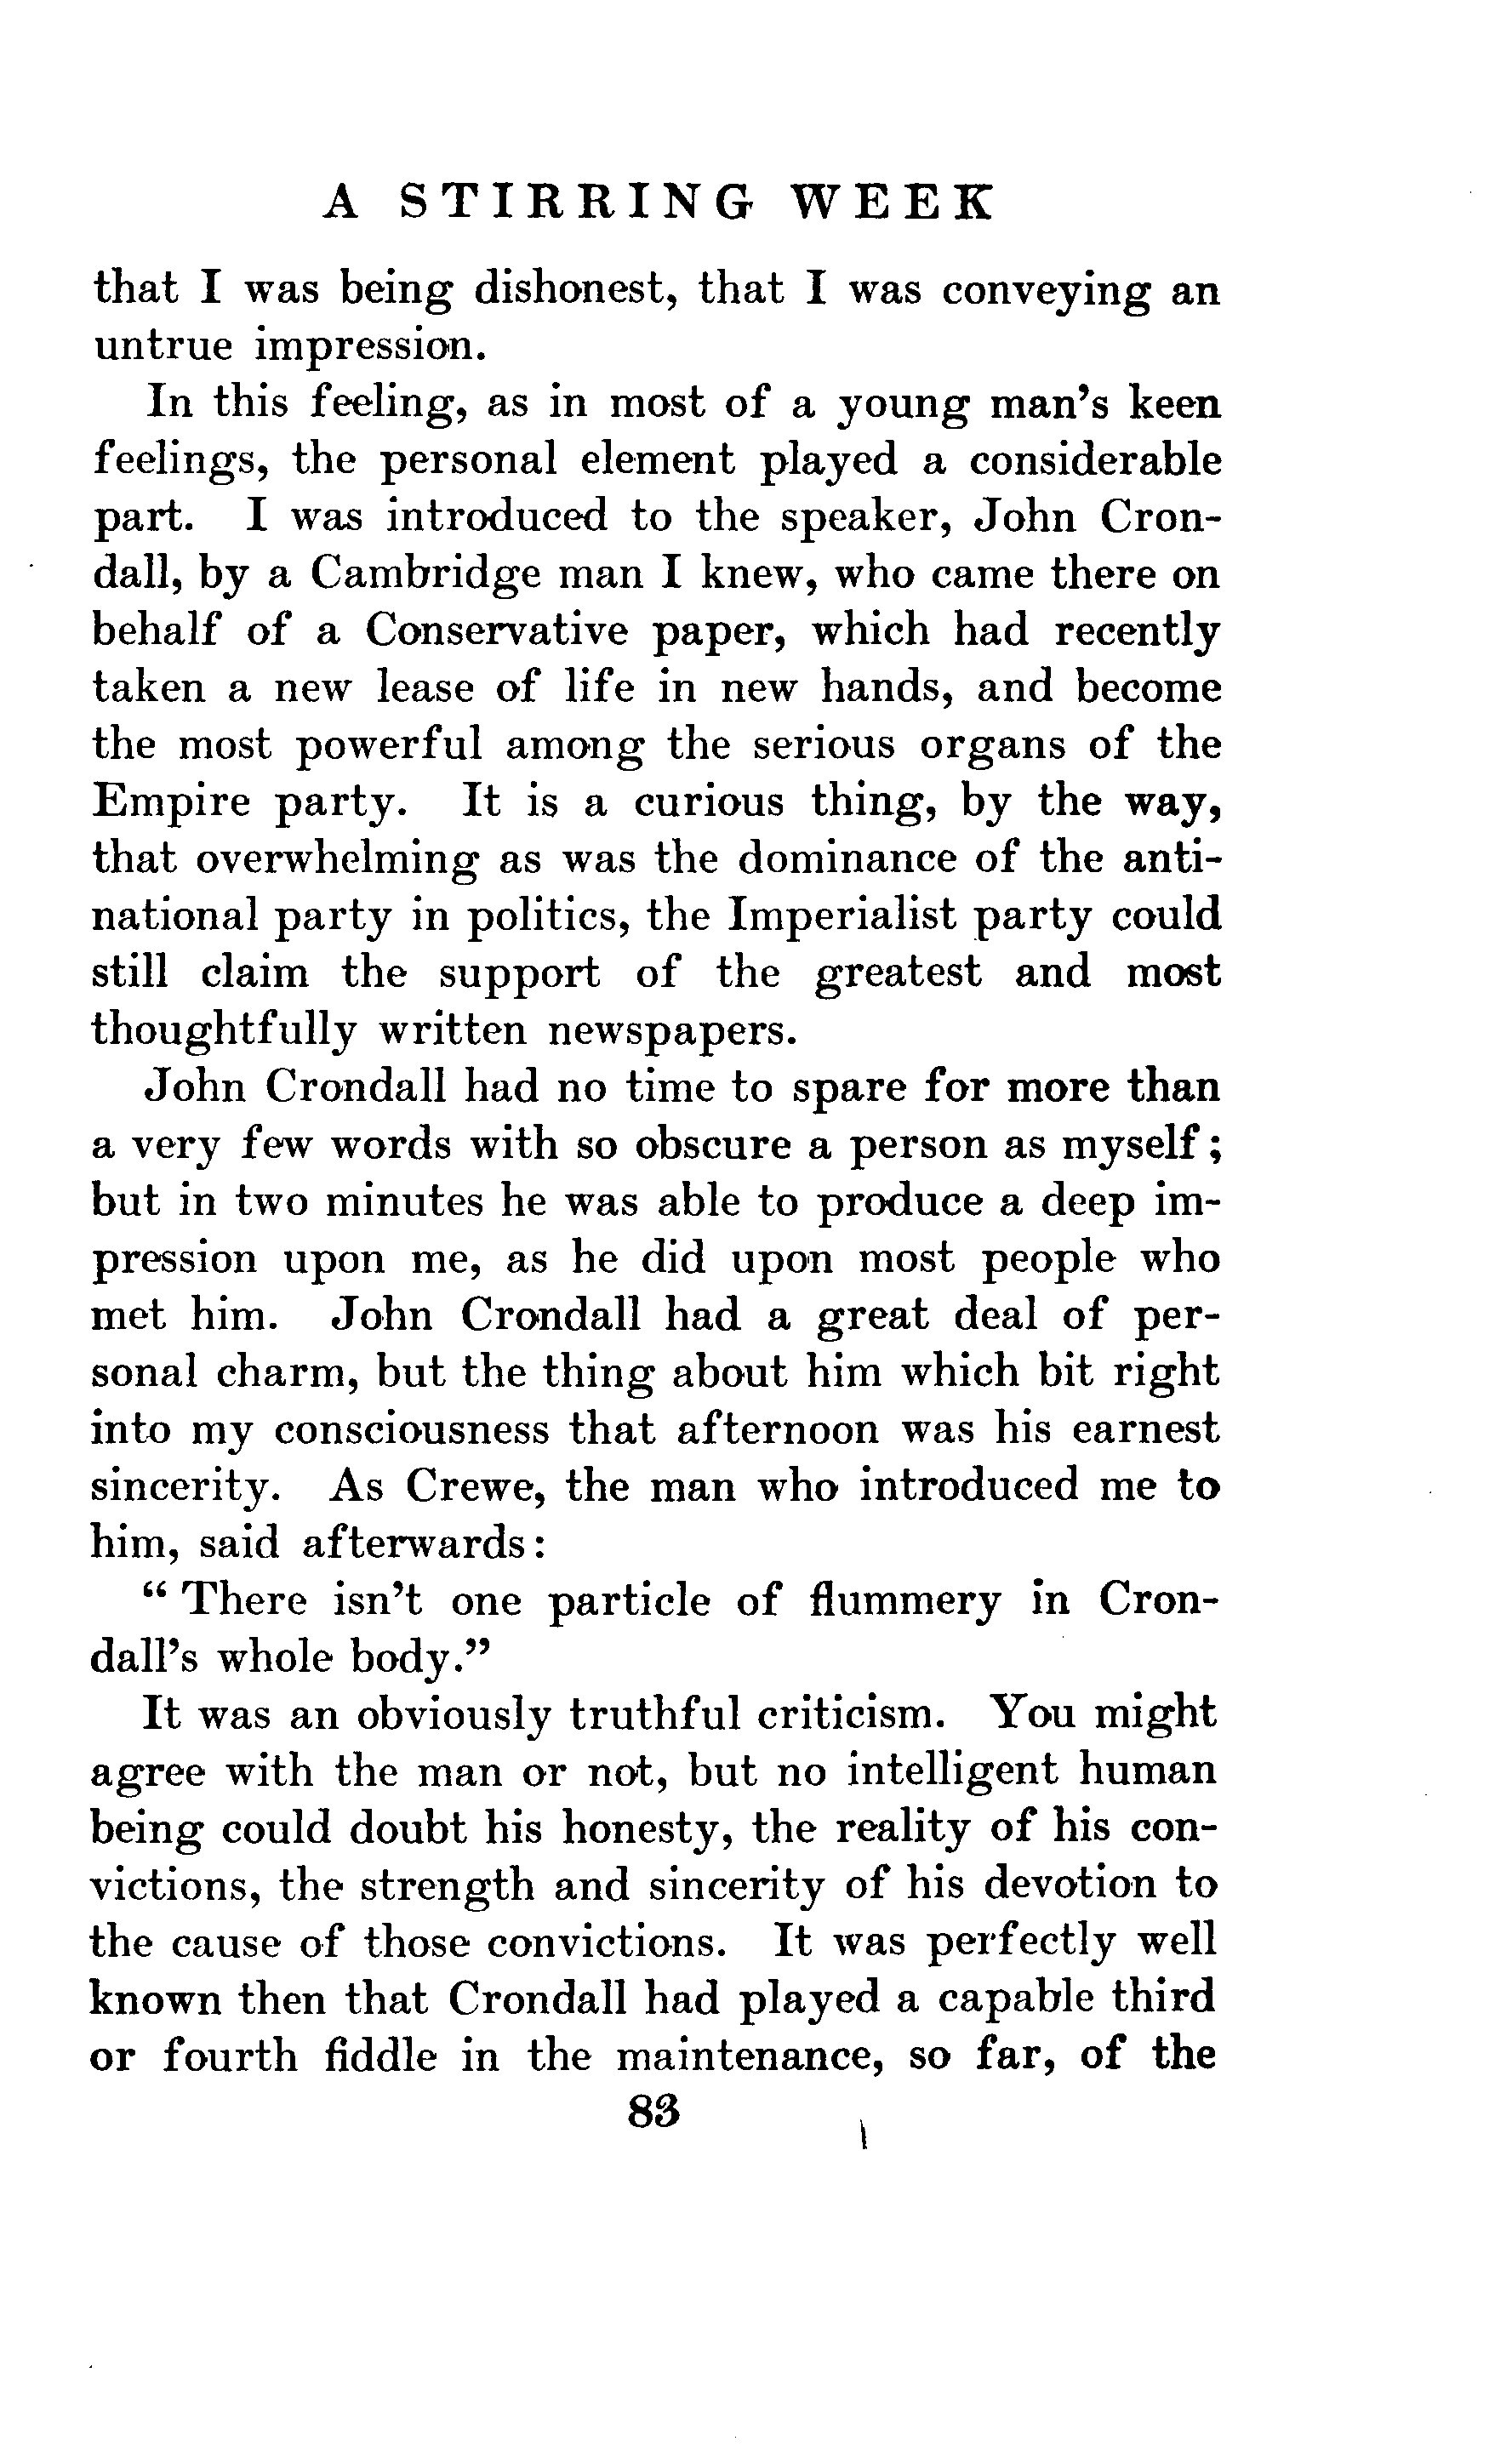 A STIRRING WEEK
that I was being dishonest, that I was conveying an
untrue impression.
In this feeling, as in most of a young man's keen
feelings, the personal element played a considerable
part. I was introduced to the speaker, John Cron-
dall, by a Cambridge man I knew, who came there on
behalf of a Conservative paper, which had recently
taken a new lease of life in new hands, and become
the most powerful among the serious organs of the
Empire party. It is a curious thing, by the way,
that overwhelming as was the dominance of the anti-
national party in politics, the Imperialist party could
still claim the support of the greatest and most
thoughtfully written newspapers.
John Crondall had no time to spare for more than
a very few words with so obscure a person as myself;
but in two minutes he was able to produce a deep im-
pression upon me, as he did upon most people who
met him. John Crondall had a great deal of per-
sonal charm, but the thing about him which bit right
into my consciousness that afternoon was his earnest
sincerity. As Crewe, the man who introduced me to
him, said afterwards:
“There isn't one particle of flummery in Cron-
dall's whole body.”
It was an obviously truthful criticism. You might
agree with the man or not, but no intelligent human
being could doubt his honesty, the reality of his con-
victions, the strength and sincerity of his devotion to
the cause of those convictions. It was perfectly well
known then that Crondall had played a capable third
or fourth fiddle in the maintenance, so far, of the
83